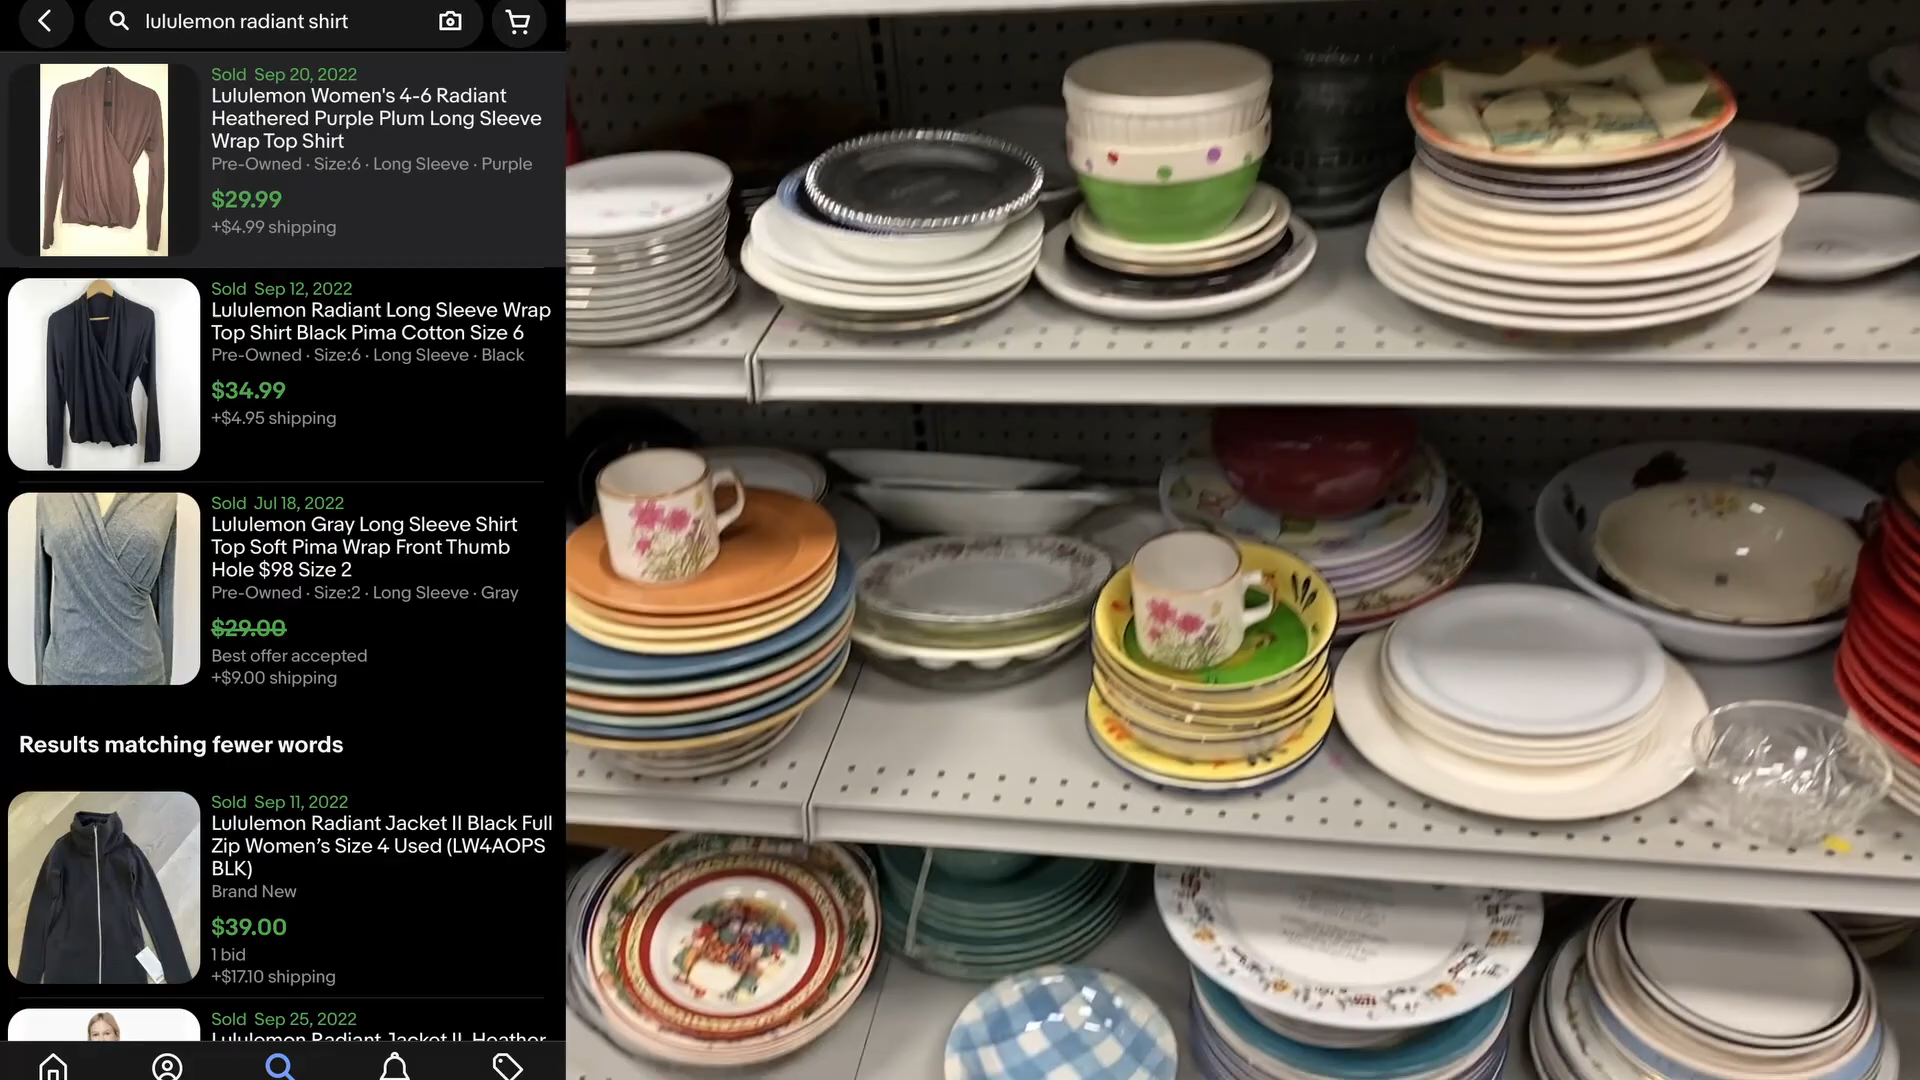 lululemon radiant shirt
Sold Sep 20, 2022
Lululemon Women's 4-6 Radiant
Heathered Purple Plum Long Sleeve
Wrap Top Shirt
Pre-Owned · Size:6 · Long Sleeve · Purple
$29.99
+$4.99 shipping
Sold Sep 12, 2022
Lululemon Radiant Long Sleeve Wrap
Top Shirt Black Pima Cotton Size 6
Pre-Owned · Size:6 · Long Sleeve · Black
$34.99
+$4.95 shipping
Sold Jul 18, 2022
Lululemon Gray Long Sleeve Shirt
Top Soft Pima Wrap Front Thumb
Hole $98 Size 2
Pre-Owned · Size:2 · Long Sleeve · Gray
$29.00
Best offer accepted
+$9.00 shipping
Results matching fewer words
Sold Sep 11, 2022
Lululemon Radiant Jacket II Black Full
Zip Women’s Size 4 Used (LW4AOPS
BLK)
Brand New
$39.00
1 bid
+$17.10 shipping
Sold Sep 25, 2022
Lululemon Radiant Jacket II Heather